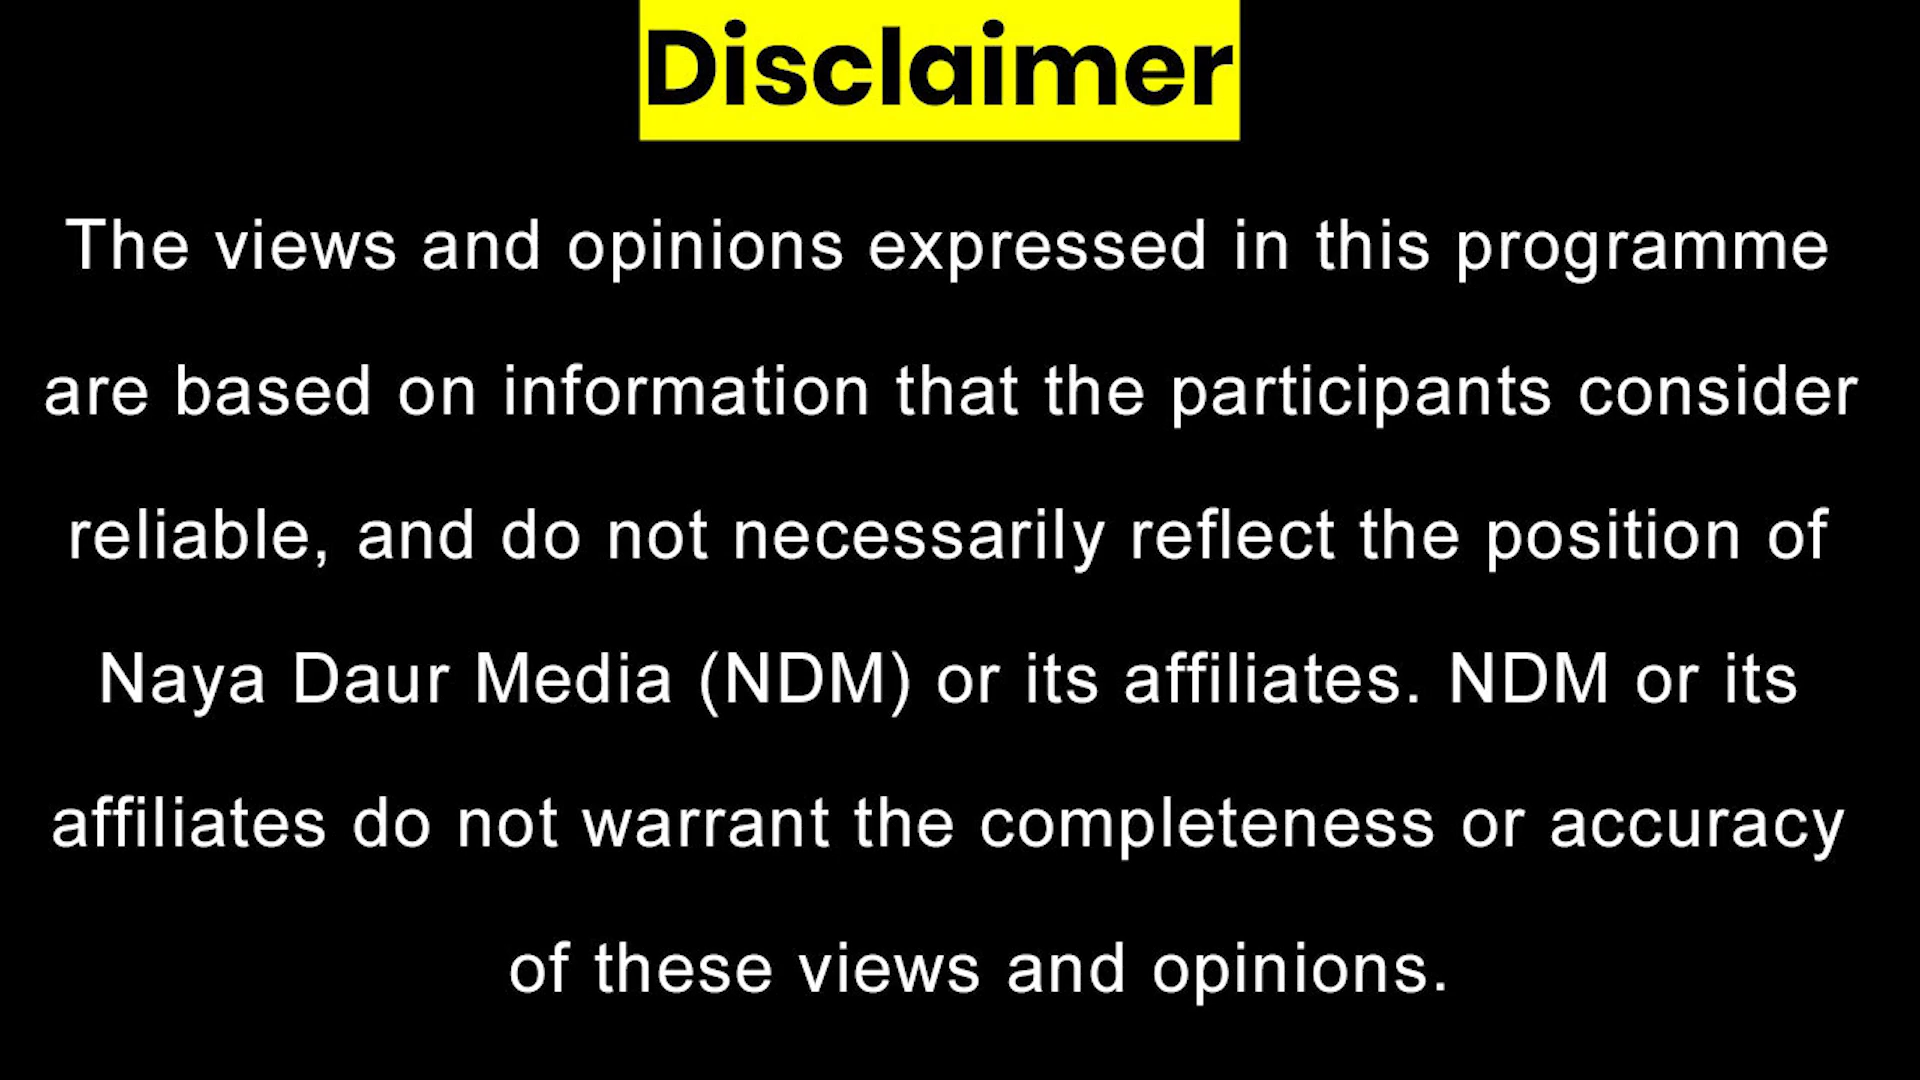 Disclaimer
The views and opinions expressed in this programme
are based on information that the participants consider
reliable, and do not necessarily reflect the position of
Naya Daur Media (NDM) or its affiliates. NDM or its
affiliates do not warrant the completeness or accuracy
of these views and opinions.